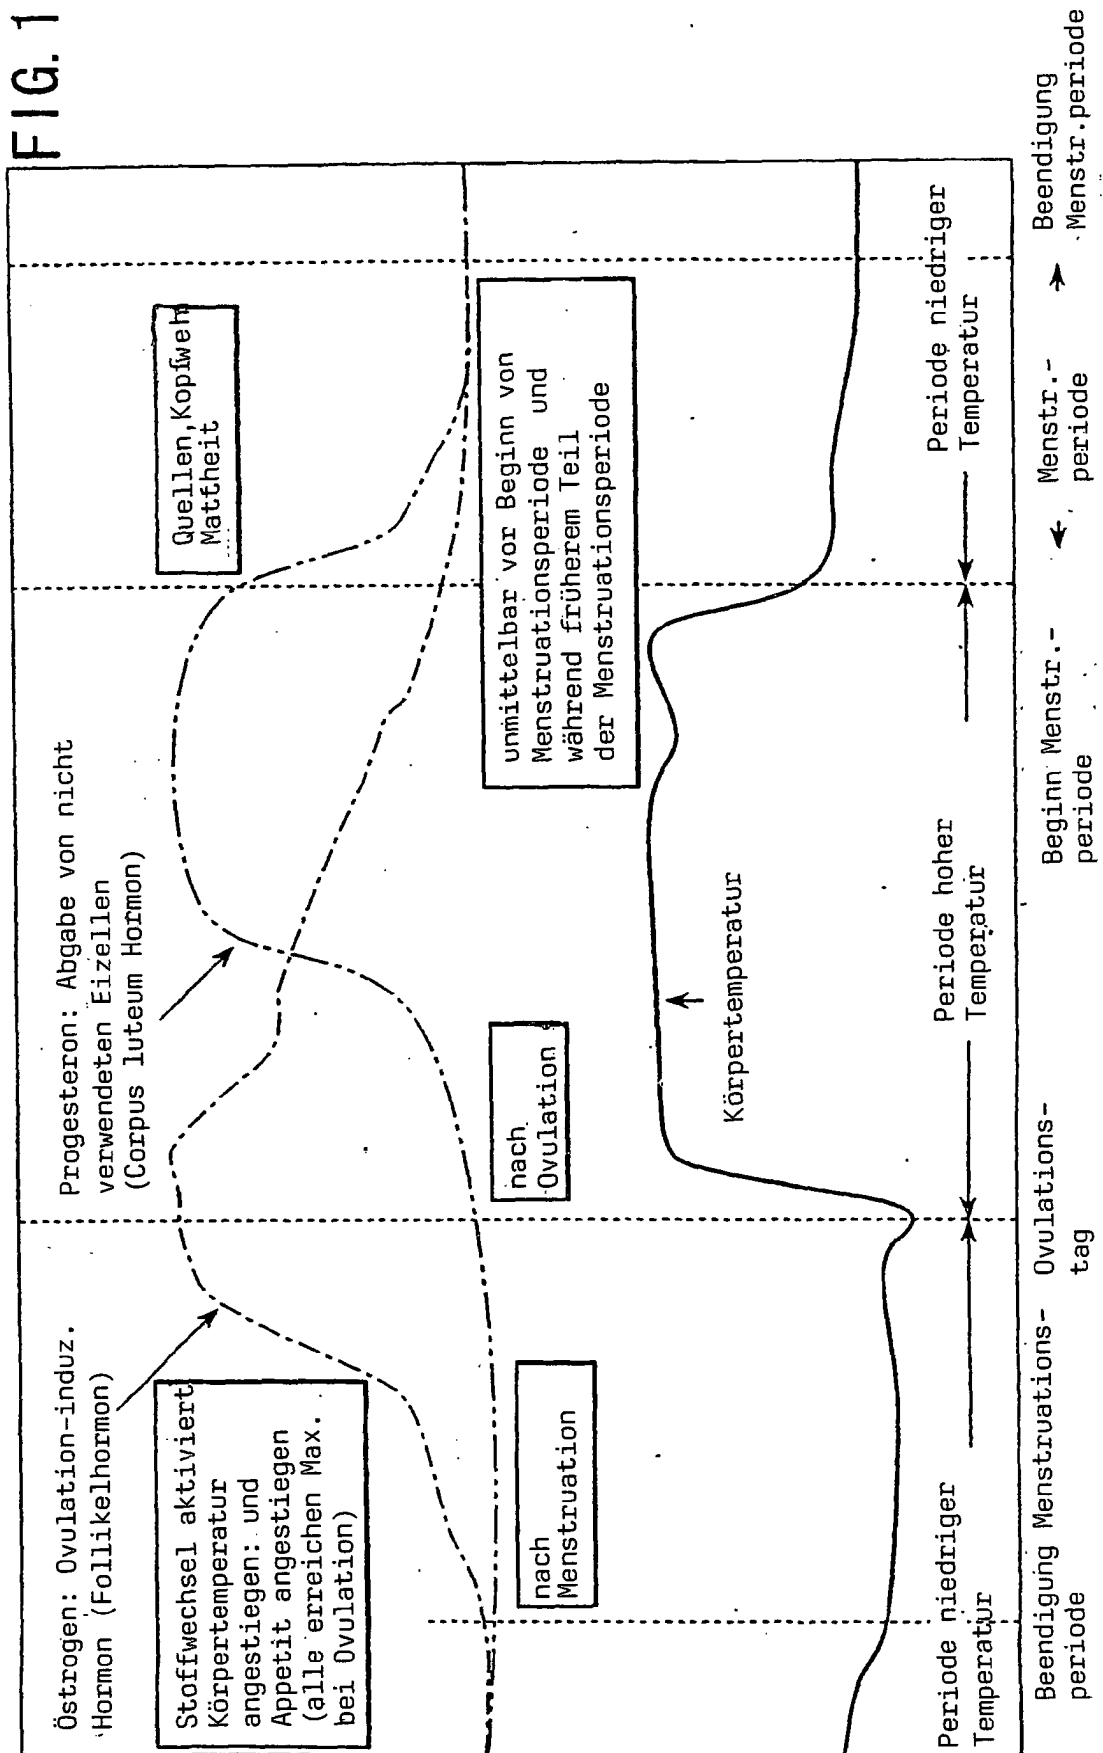 FIG. 1
Östrogen: Ovulation-induz.
Hormon (Follikelhormon)
Progesteron: Abgabe von nicht
verwendeten Eizellen
(Corpus luteum Hormon)
Stoffwechsel aktiviert
Körpertemperatur
angestiegen: und
Appetit angestiegen
(alle erreichen Max.
bei Ovulation)
Quellen,Kopfweh
Mattheit
nach
Menstruation
nach
Ovulation
unmittelbar vor Beginn von
Menstruationsperiode und
während früherem Teil
der Menstruationsperiode
Körpertemperatur
Periode niedriger
Temperatur
Periode hoher
Temperatur
Periode niedriger
Temperatur
Beendigung Menstruations-
periode
Ovulations-
tag
Beginn Menstr.-
periode
Menstr.-
periode
Beendigung
Menstr.periode